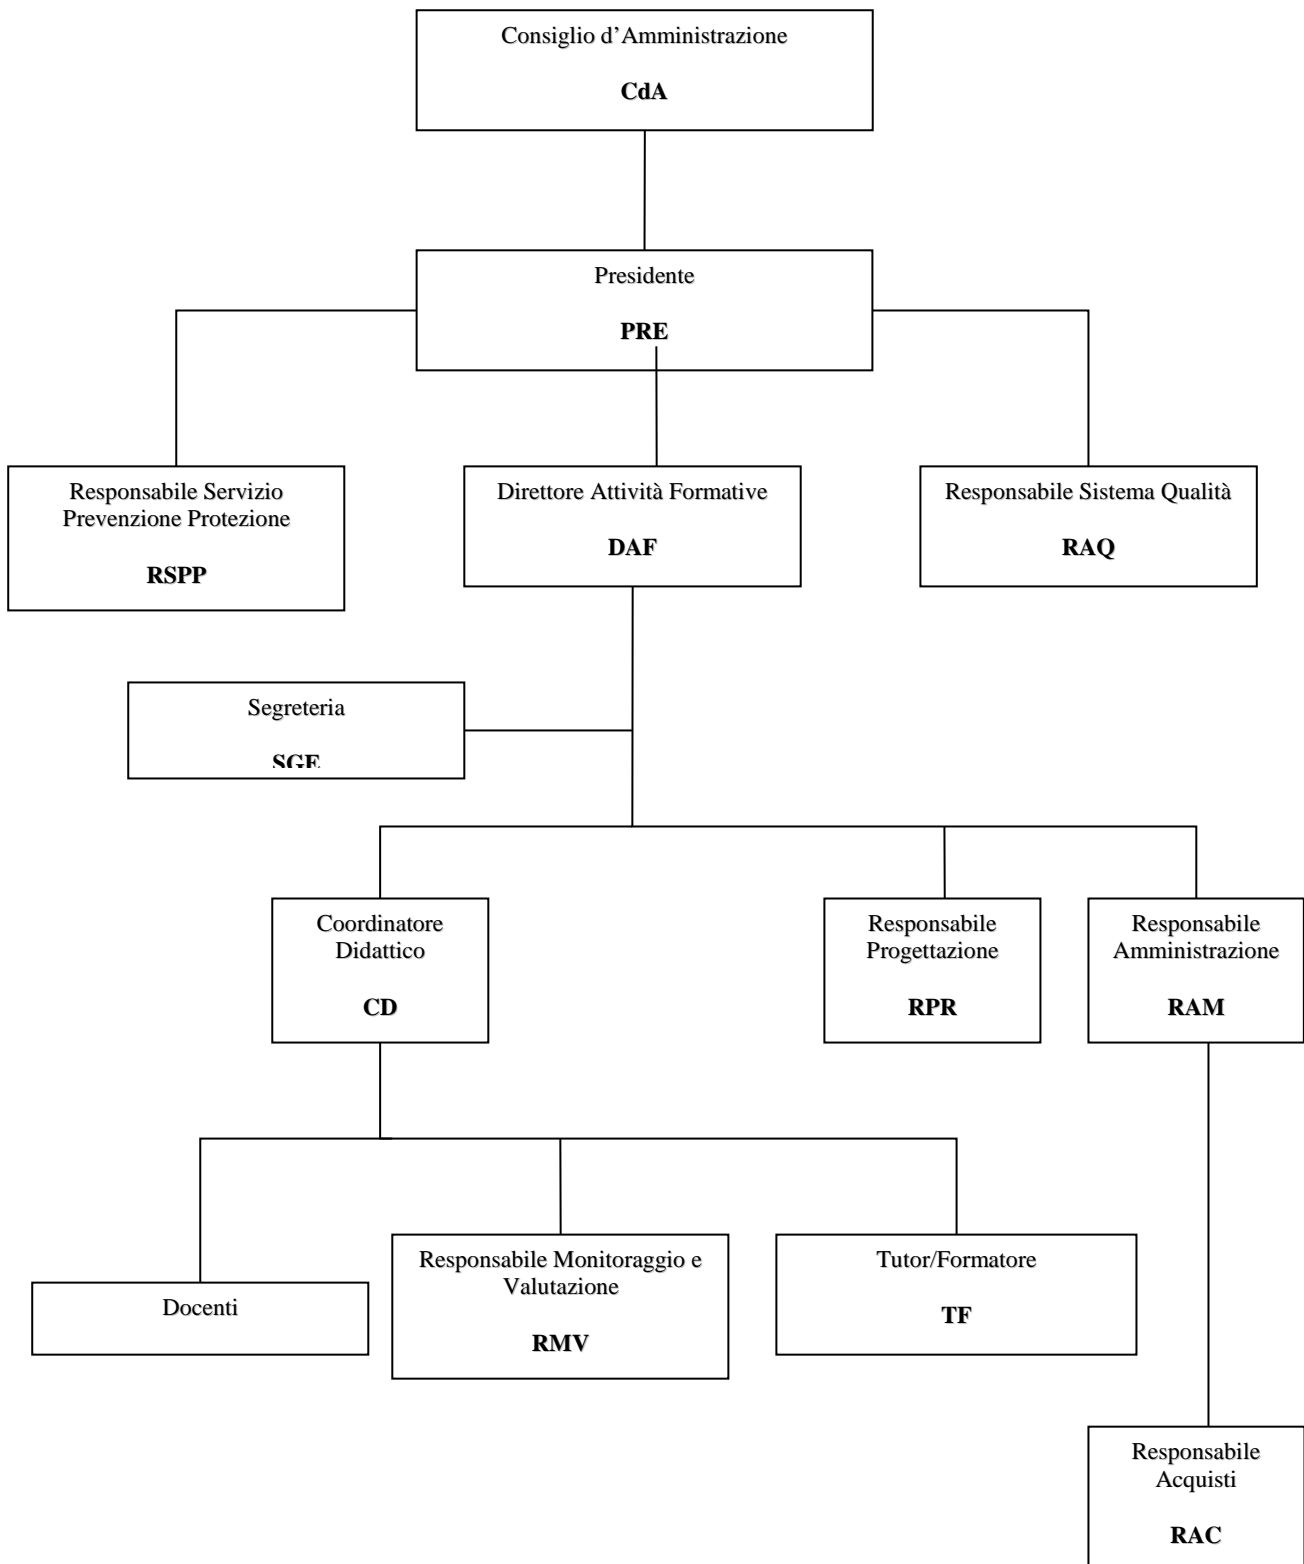 Consiglio d’Amministrazione
CdA
Presidente
PRE
Responsabile Servizio
Prevenzione Protezione
RSPP
Direttore Attività Formative
DAF
Responsabile Sistema Qualità
RAQ
Segreteria
SGE
Coordinatore
Didattico
CD
Responsabile
Progettazione
RPR
Responsabile
Amministrazione
RAM
Docenti
Responsabile Monitoraggio e
Valutazione
RMV
Tutor/Formatore
TF
Responsabile
Acquisti
RAC